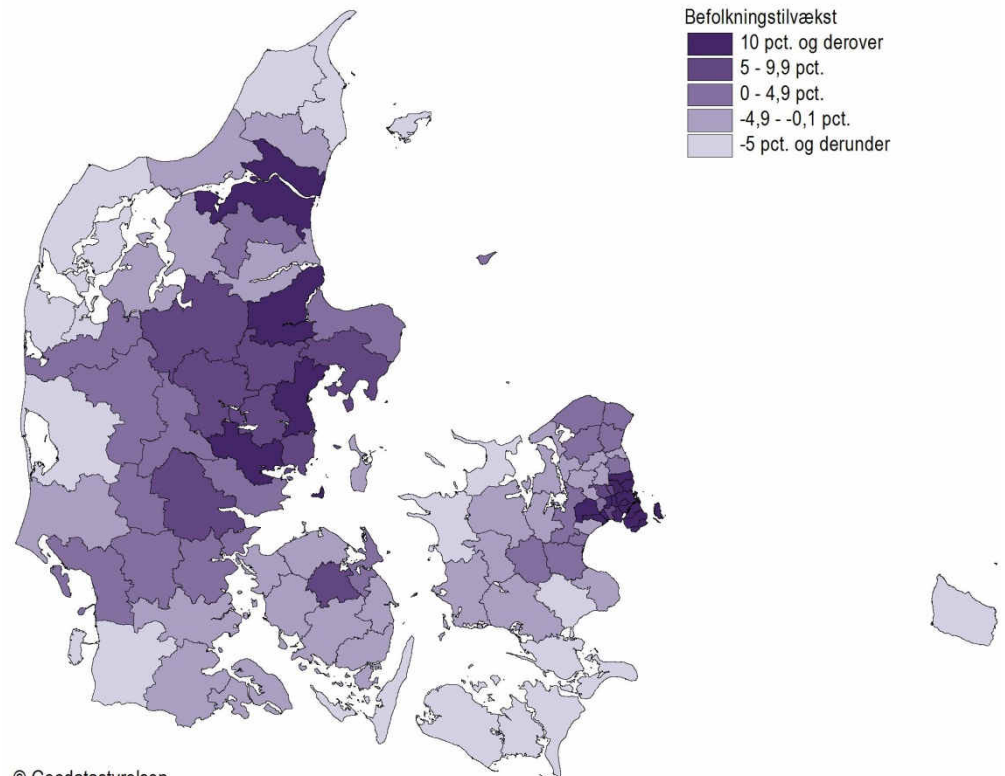 Befolkningstilvækst
10 pct. og derover
5 - 9,9 pct.
0 - 4,9 pct.
-4,9 - -0,1 pct.
-5 pct. og derunder
© Geodatastyrelsen